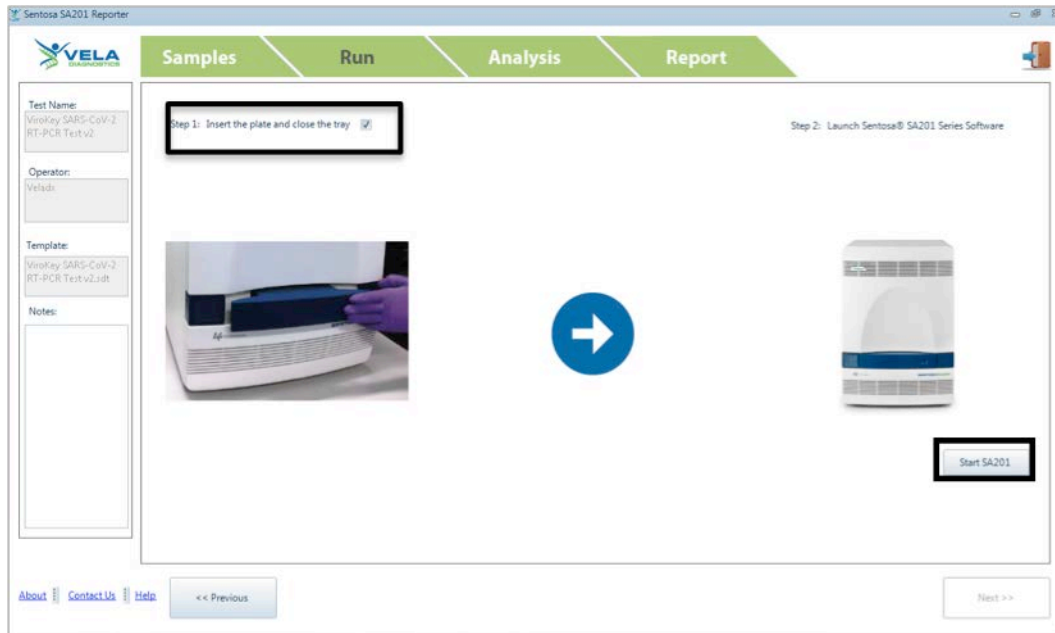 Sentosa SA201 Reporter
VELA
DIAGNOSTICS
Samples
Run
Analysis
Report
Test Name:
ViroKey SARS-CoV-2
RT-PCR Test v2
Operator:
Veladx
Template:
ViroKey SARS-CoV-2
RT-PCR Test v2.sdt
Notes:
Step 1: Insert the plate and close the tray
Step 2: Launch Sentosa® SA201 Series Software
Start SA201
About
Contact Us
Help
<< Previous
Next >>